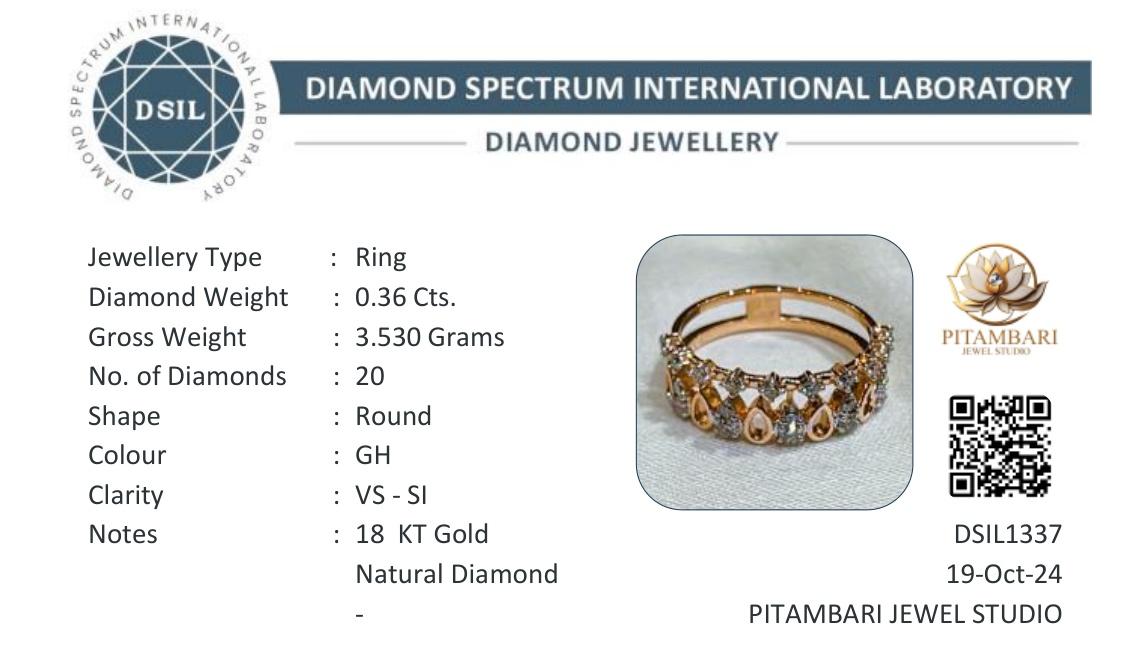 DIAMOND SPECTRUM INTERNATIONAL LABORATORY
DSIL
DIAMOND SPECTRUM INTERNATIONAL LABORATORY
DIAMOND JEWELLERY
Jewellery Type : Ring
Diamond Weight : 0.36 Cts.
Gross Weight : 3.530 Grams
No. of Diamonds : 20
Shape : Round
Colour : GH
Clarity : VS - SI
Notes : 18 KT Gold
Natural Diamond
-
PITAMBARI
JEWEL STUDIO
DSIL1337
19-Oct-24
PITAMBARI JEWEL STUDIO